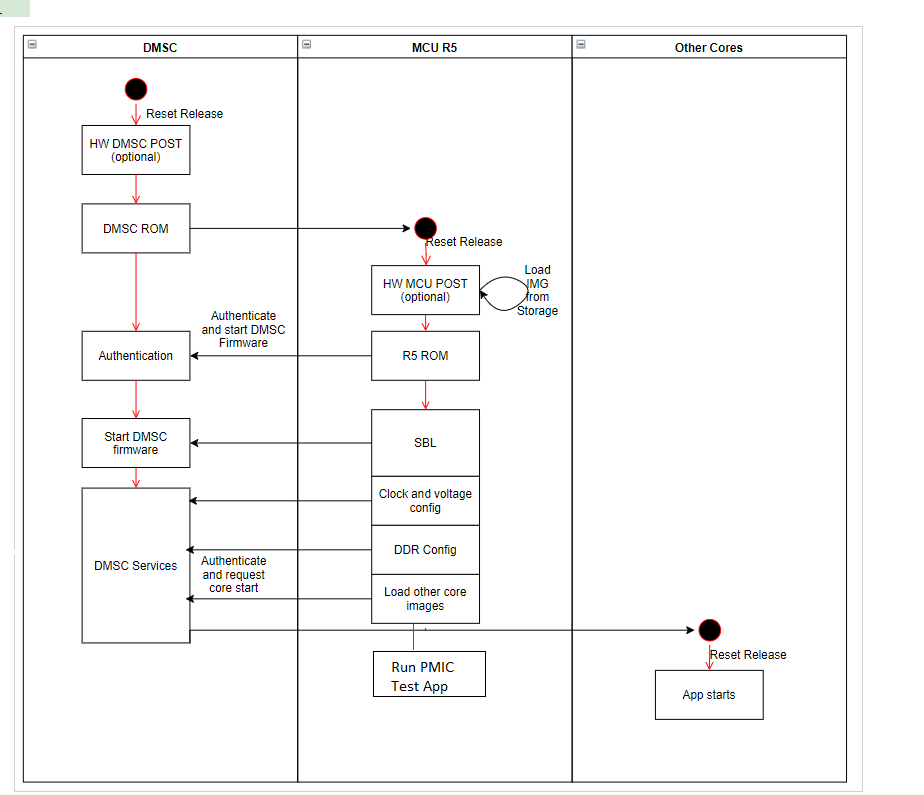 DMSC
MCU R5
Other Cores
Reset Release
HW DMSC POST
(optional)
DMSC ROM
Reset Release
HW MCU POST
(optional)
Load
IMG
from
Storage
Authenticate
and start DMSC
Firmware
Authentication
R5 ROM
Start DMSC
firmware
SBL
Clock and voltage
config
DMSC Services
DDR Config
Authenticate
and request
core start
Load other core
images
Reset Release
Run PMIC
Test App
App starts